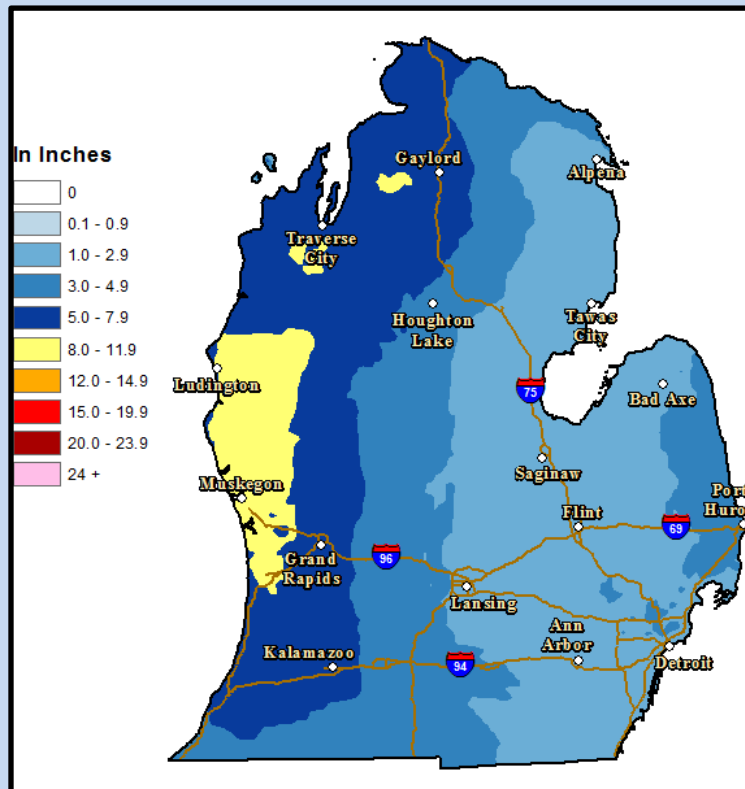 In Inches
0
0.1 - 0.9
1.0 - 2.9
3.0 - 4.9
5.0 - 7.9
8.0 - 11.9
12.0 - 14.9
15.0 - 19.9
20.0 - 23.9
24 +
Gaylord
Alpena
Traverse
City
Houghton
Lake
Tawas
City
Ludington
75
Bad Axe
Saginaw
Muskegon
Port
Huro
Flint
69
Grand
Rapids
96
Lansing
Ann
Arbor
Kalamazoo
94
Detroit